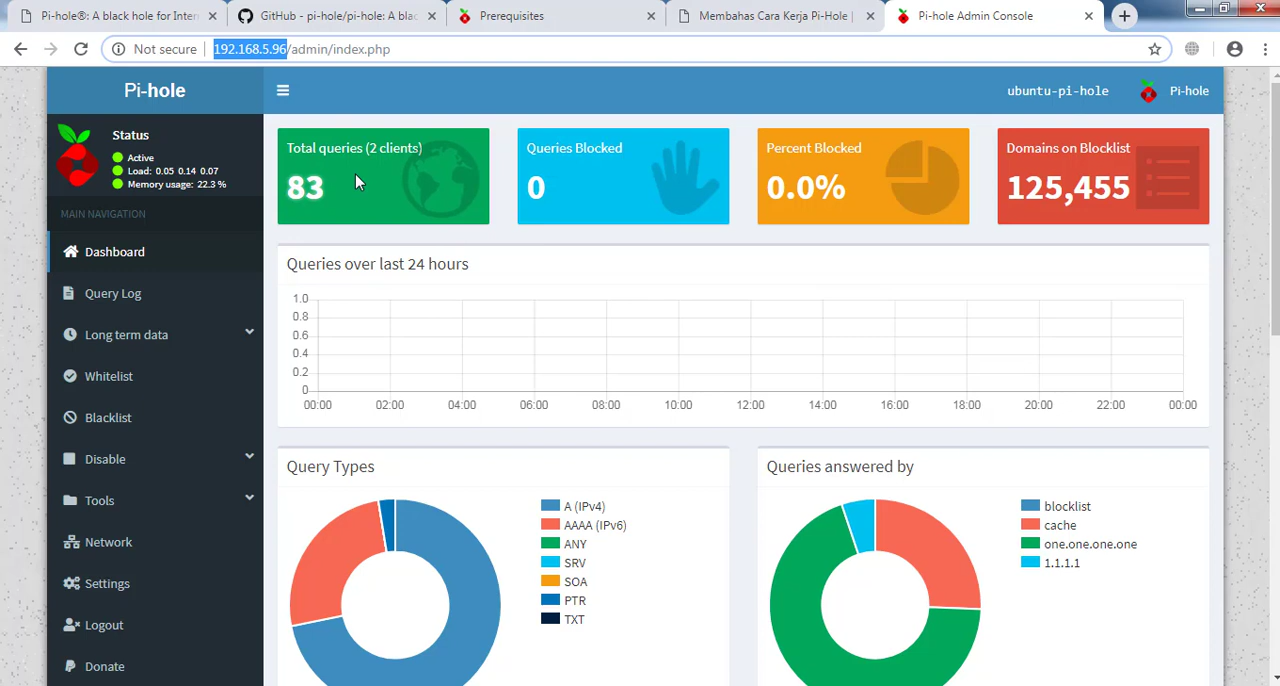 Pi-hole®: A black hole for Inten
GitHub - pi-hole/pi-hole: A blac
Prerequisites
Membahas Cara Kerja Pi-Hole |
Pi-hole Admin Console
Not secure
192.168.5.96/admin/index.php
Pi-hole
ubuntu-pi-hole
Pi-hole
Status
Active
Load: 0.05 0.14 0.07
Memory usage: 22.3 %
MAIN NAVIGATION
Dashboard
Query Log
Long term data
Whitelist
Blacklist
Disable
Tools
Network
Settings
Logout
Donate
Total queries (2 clients)
83
Queries Blocked
0
Percent Blocked
0.0%
Domains on Blocklist
125,455
Queries over last 24 hours
1.0
0.8
0.6
0.4
0.2
0
00:00 02:00 04:00 06:00 08:00 10:00 12:00 14:00 16:00 18:00 20:00 22:00 00:00
Query Types
A (IPv4)
AAAA (IPv6)
ANY
SRV
SOA
PTR
TXT
Queries answered by
blocklist
cache
one.one.one.one
1.1.1.1